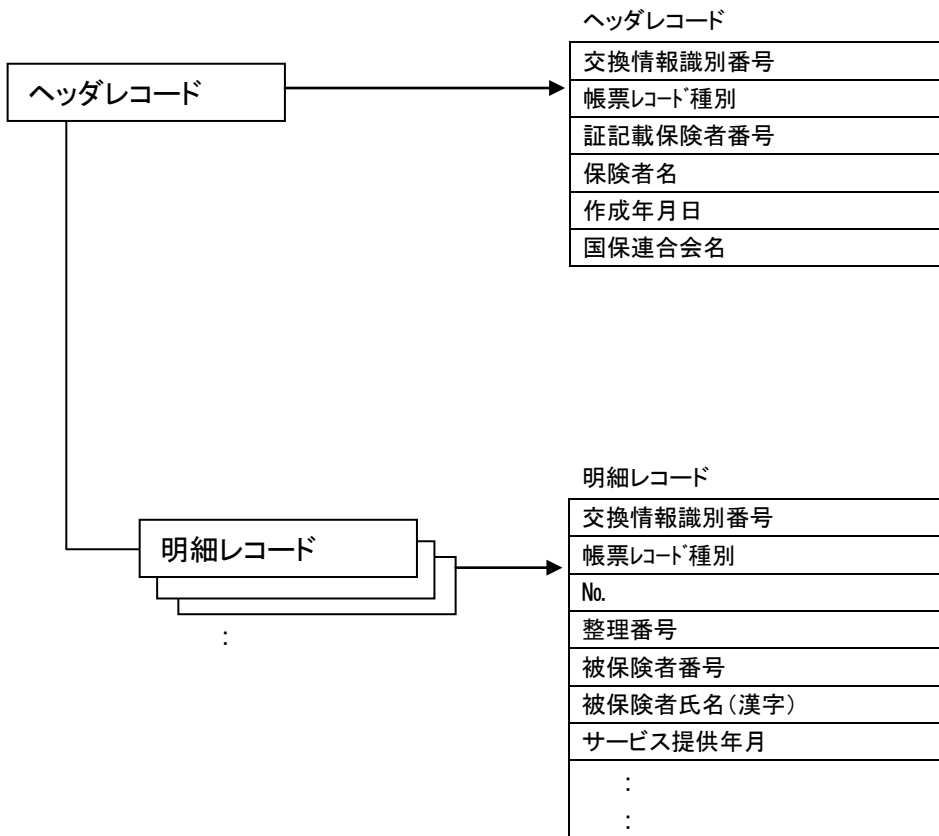 ヘッダレコード
ヘッダレコード
交換情報識別番号
帳票ﾚｺｰﾄﾞ種別
証記載保険者番号
保険者名
作成年月日
国保連合会名
明細レコード
：
明細レコード
交換情報識別番号
帳票ﾚｺｰﾄﾞ種別
№
整理番号
被保険者番号
被保険者氏名（漢字）
サービス提供年月
：
：